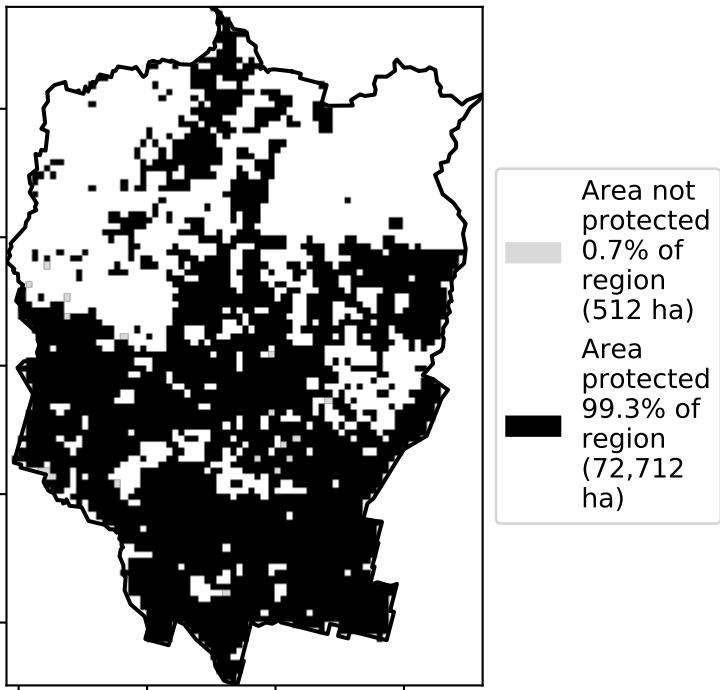 Area not
protected
0.7% of
region
(512 ha)
Area
protected
99.3% of
region
(72,712
ha)